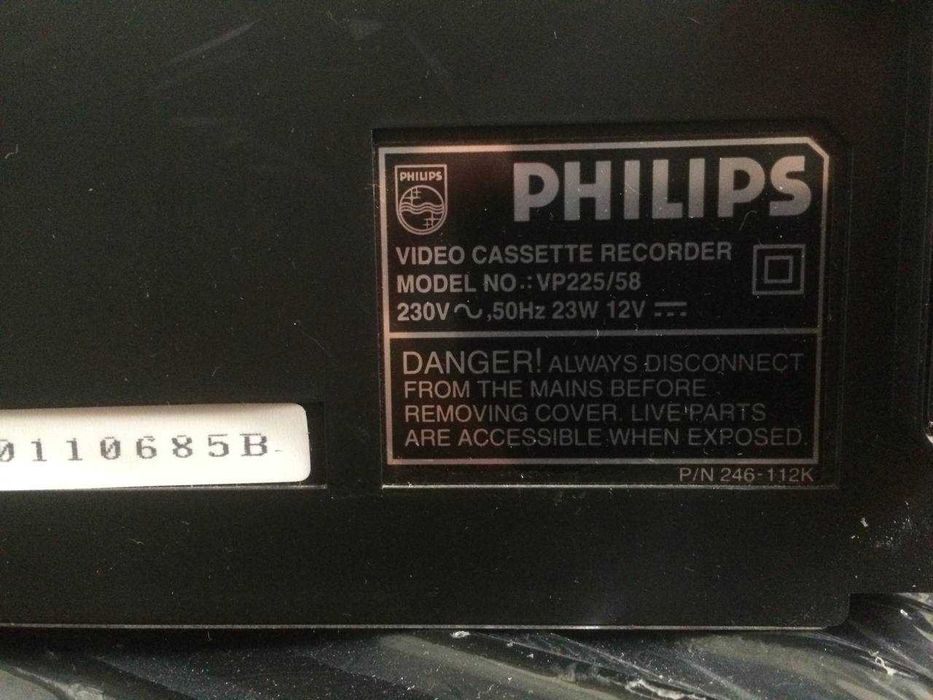 PHILIPS
PHILIPS
VIDEO CASSETTE RECORDER
MODEL NO.: VP225/58
230V ~ ,50Hz 23W 12V ⎓
DANGER! ALWAYS DISCONNECT
FROM THE MAINS BEFORE
REMOVING COVER. LIVE PARTS
ARE ACCESSIBLE WHEN EXPOSED.
P/N 246-112K
0110685B